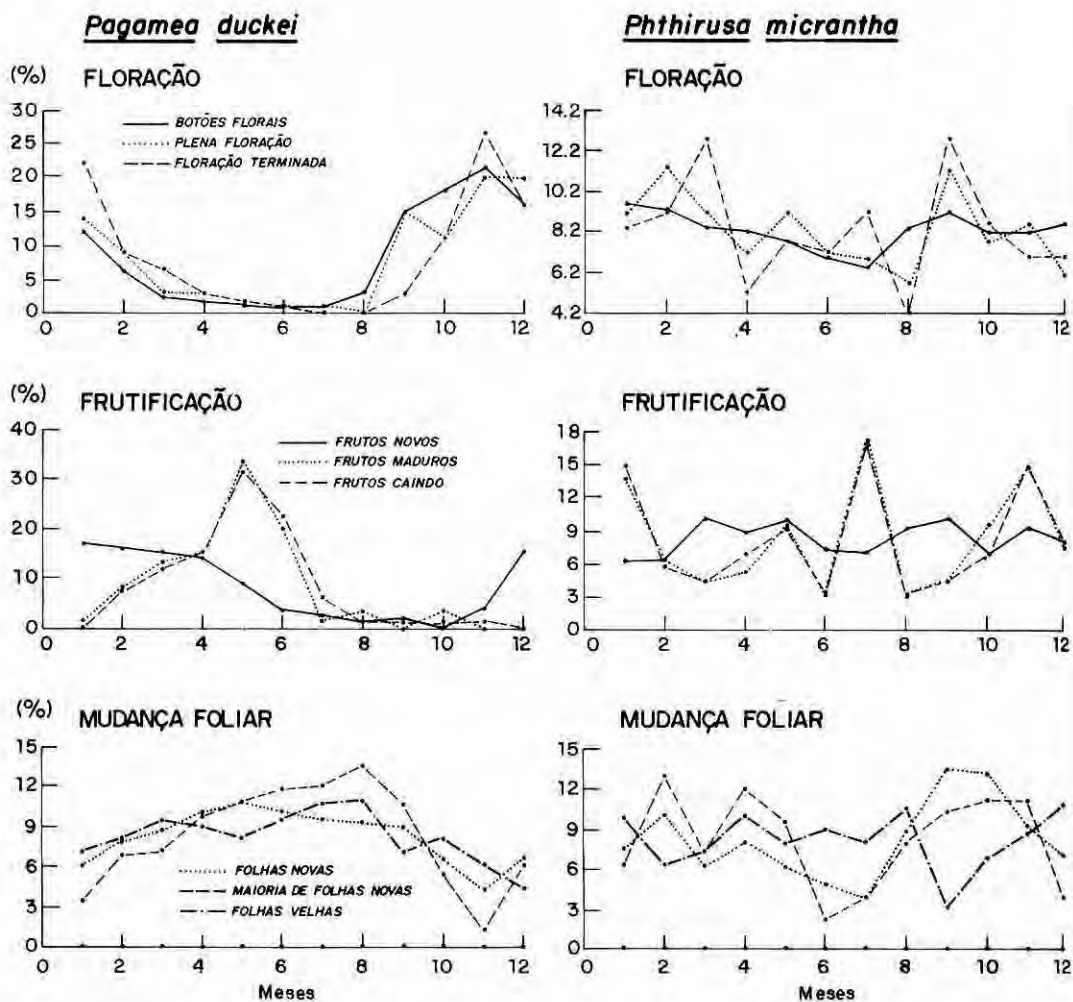 Pagamea duckei
Phthirusa micrantha
(%)
FLORAÇÃO
30
25
20
15
10
5
0
BOTÕES FLORAIS
PLENA FLORAÇÃO
FLORAÇÃO TERMINADA
0 2 4 6 8 10 12
FLORAÇÃO
14.2
12.2
10.2
8.2
6.2
4.2
0 2 4 6 8 10 12
(%)
FRUTIFICAÇÃO
40
30
20
10
0
FRUTOS NOVOS
FRUTOS MADUROS
FRUTOS CAINDO
0 2 4 6 8 10 12
FRUTIFICAÇÃO
18
15
12
9
6
3
0
0 2 4 6 8 10 12
(%)
MUDANÇA FOLIAR
15
12
9
6
3
0
FOLHAS NOVAS
MAIORIA DE FOLHAS NOVAS
FOLHAS VELHAS
0 2 4 6 8 10 12
Meses
MUDANÇA FOLIAR
15
12
9
6
3
0
0 2 4 6 8 10 12
Meses